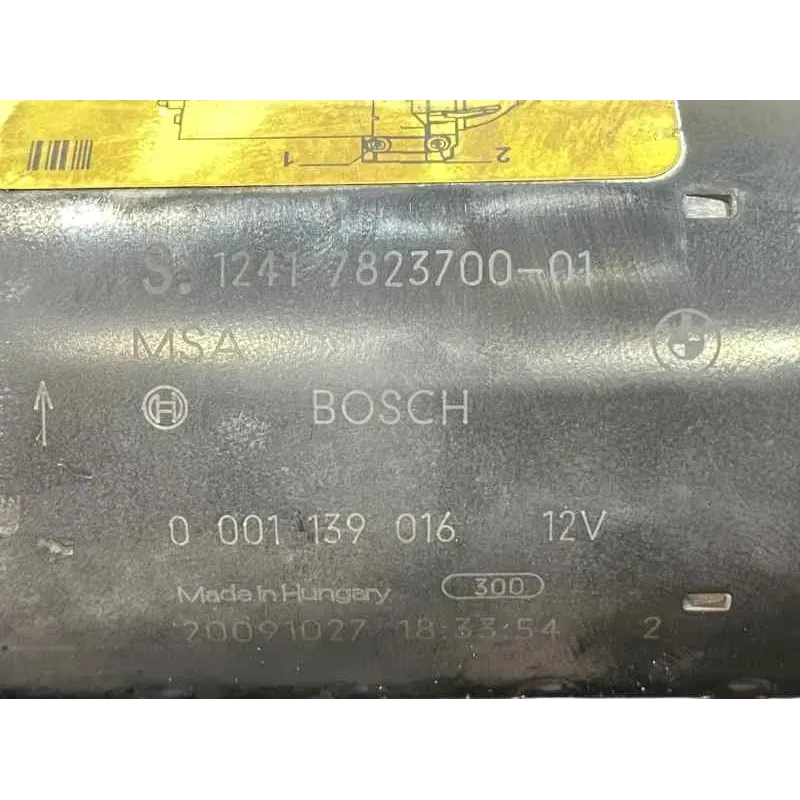 1 2
S. 1241 7823700-01
MSA
BOSCH
0 001 139 016 12V
Made in Hungary 300
20091027 18:33:54 2